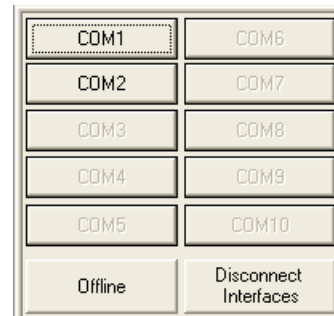 COM1 COM6
COM2 COM7
COM3 COM8
COM4 COM9
COM5 COM10
Offline Disconnect
Interfaces